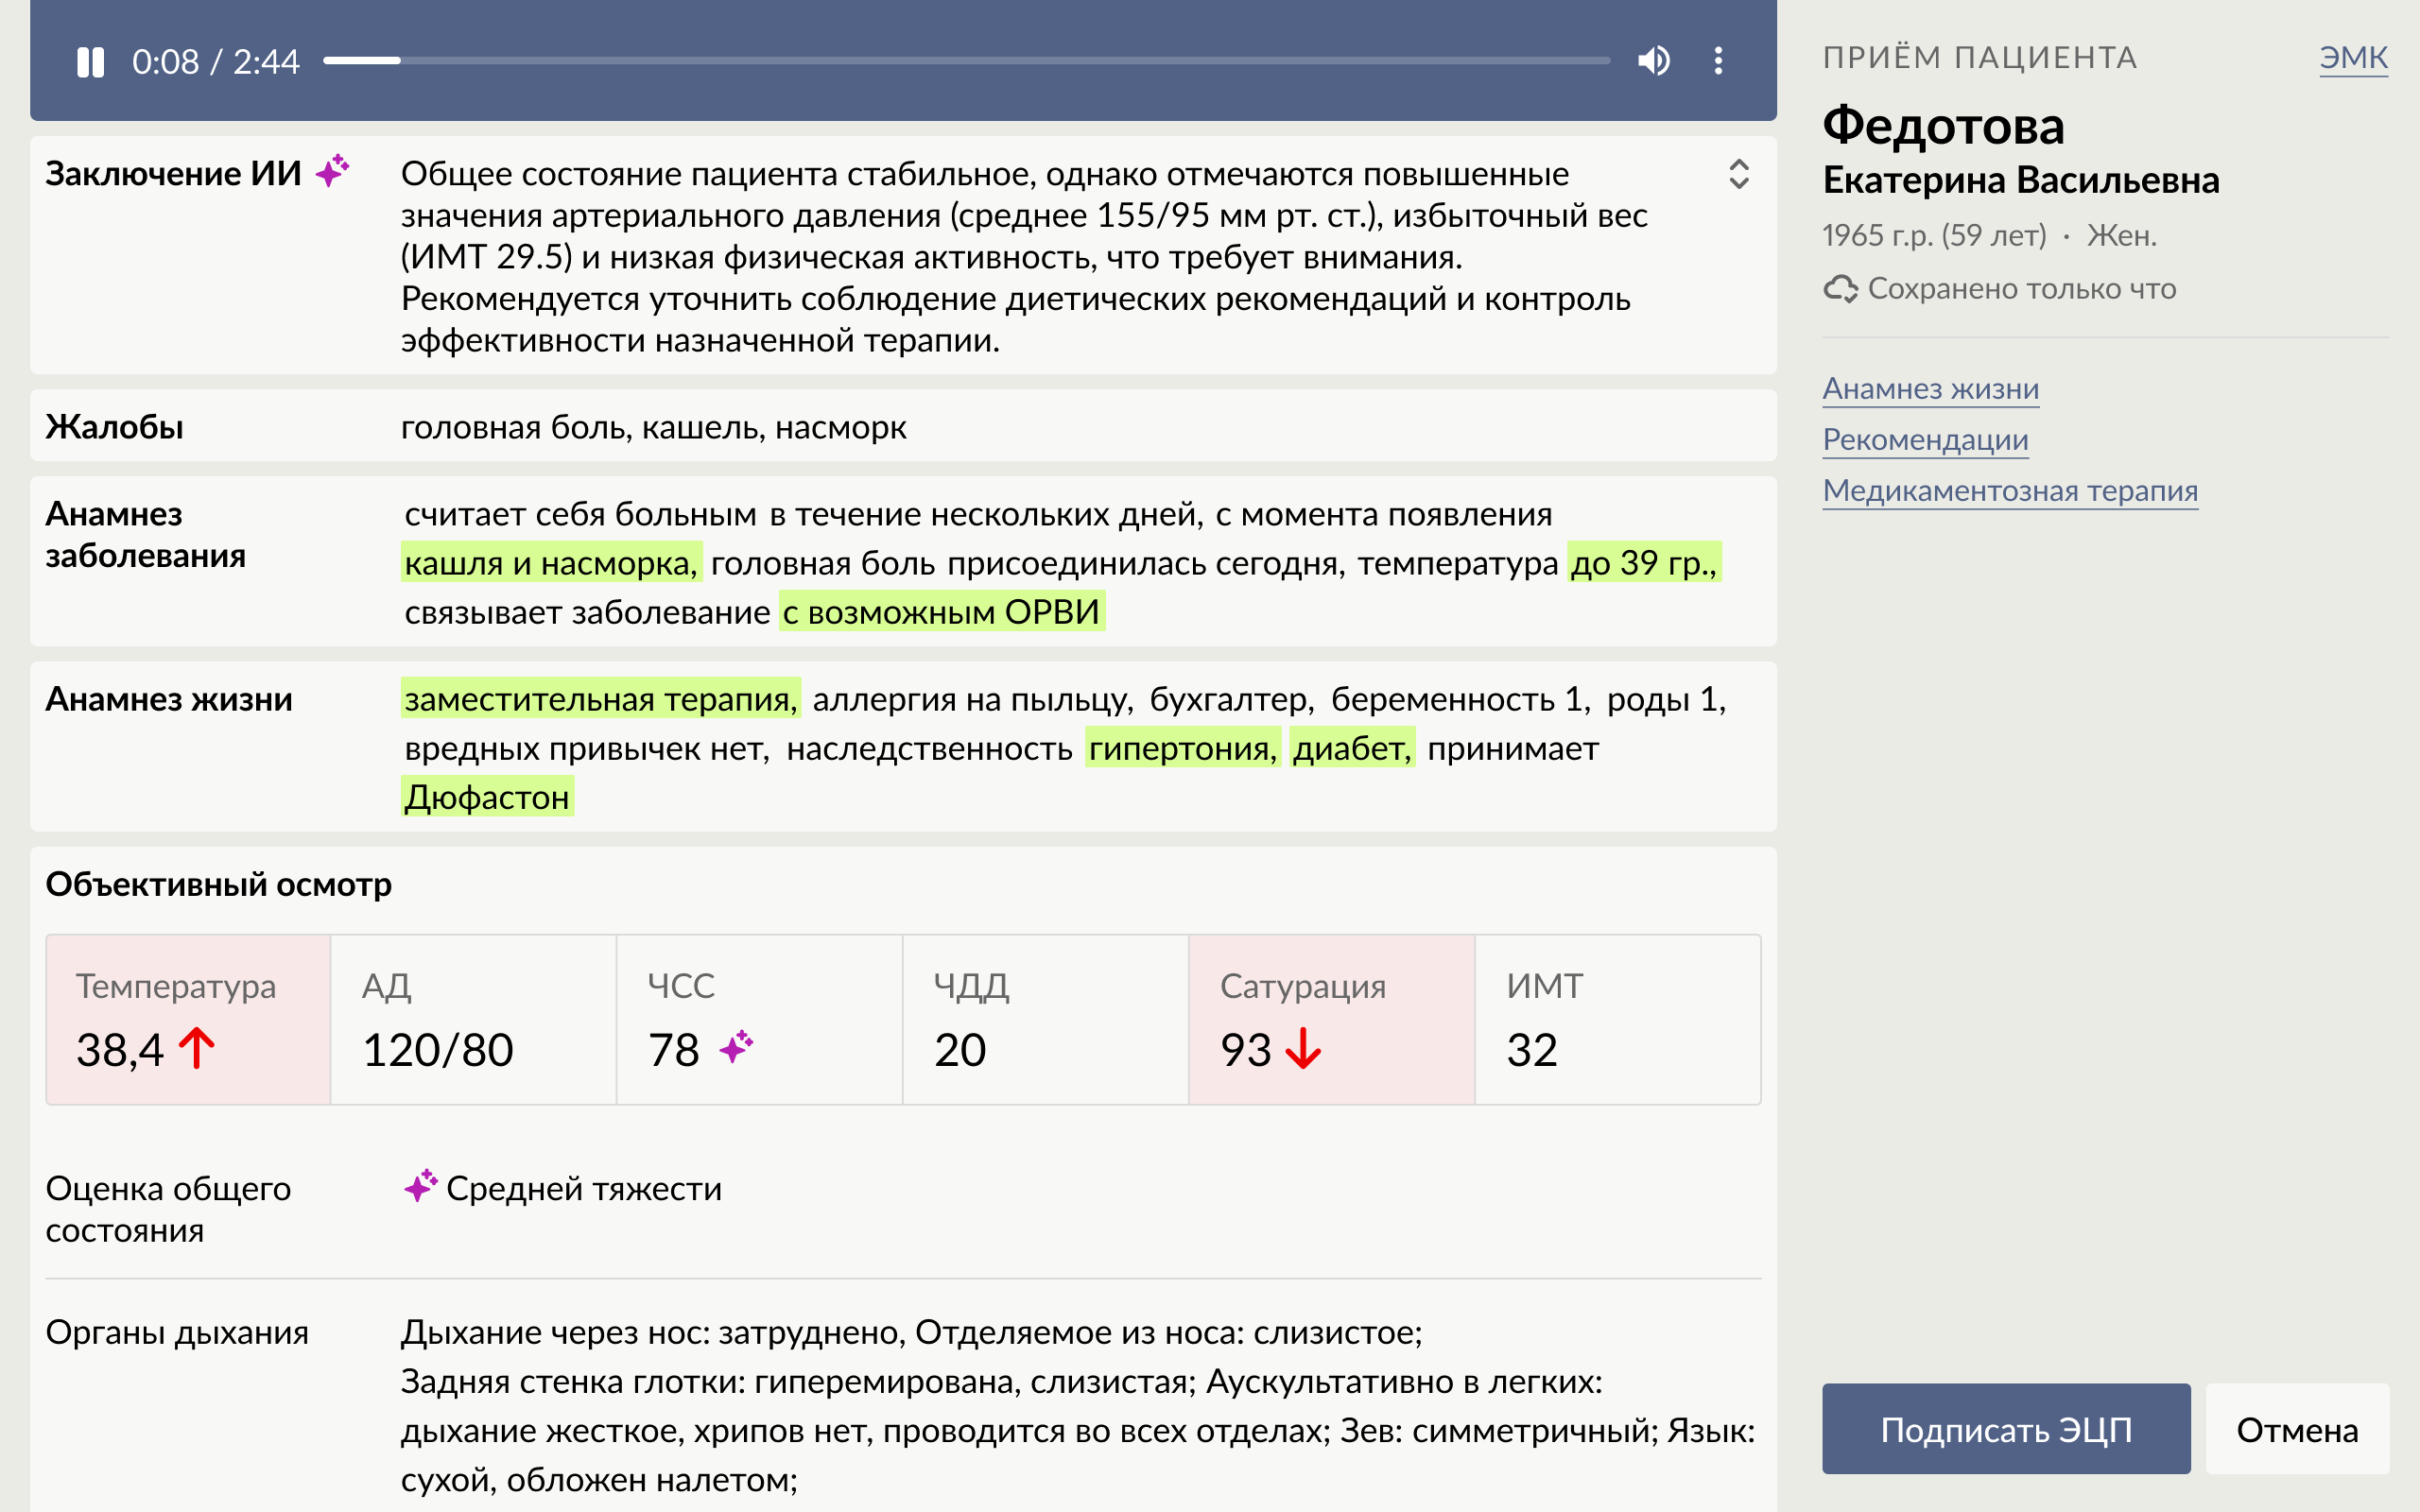 0:08 / 2:44
Заключение ИИ
Общее состояние пациента стабильное, однако отмечаются повышенные
значения артериального давления (среднее 155/95 мм рт. ст.), избыточный вес
(ИМТ 29.5) и низкая физическая активность, что требует внимания.
Рекомендуется уточнить соблюдение диетических рекомендаций и контроль
эффективности назначенной терапии.
Жалобы
головная боль, кашель, насморк
Анамнез
заболевания
считает себя больным в течение нескольких дней, с момента появления
кашля и насморка, головная боль присоединилась сегодня, температура до 39 гр.,
связывает заболевание с возможным ОРВИ
Анамнез жизни
заместительная терапия, аллергия на пыльцу, бухгалтер, беременность 1, роды 1,
вредных привычек нет, наследственность гипертония, диабет, принимает
Дюфастон
Объективный осмотр
Температура
38,4
АД
120/80
ЧСС
78
ЧДД
20
Сатурация
93
ИМТ
32
Оценка общего
состояния
Средней тяжести
Органы дыхания
Дыхание через нос: затруднено, Отделяемое из носа: слизистое;
Задняя стенка глотки: гиперемирована, слизистая; Аускультативно в легких:
дыхание жесткое, хрипов нет, проводится во всех отделах; Зев: симметричный; Язык:
сухой, обложен налетом;
ПРИЁМ ПАЦИЕНТА
ЭМК
Федотова
Екатерина Васильевна
1965 г.р. (59 лет) · Жен.
Сохранено только что
Анамнез жизни
Рекомендации
Медикаментозная терапия
Подписать ЭЦП
Отмена